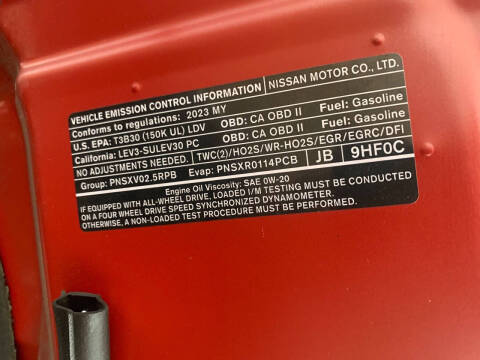 VEHICLE EMISSION CONTROL INFORMATION NISSAN MOTOR CO., LTD.
Conforms to regulations: 2023 MY
U.S. EPA: T3B30 (150K UL) LDV OBD: CA OBD II Fuel: Gasoline
California: LEV3-SULEV30 PC OBD: CA OBD II Fuel: Gasoline
NO ADJUSTMENTS NEEDED. TWC(2)/HO2S/WR-HO2S/EGR/EGRC/DFI
Group: PNSXV02.5RPB Evap: PNSXR0114PCB JB 9HF0C
Engine Oil Viscosity: SAE 0W-20
IF EQUIPPED WITH ALL-WHEEL DRIVE, LOADED I/M TESTING MUST BE CONDUCTED
ON A FOUR WHEEL DRIVE SPEED SYNCHRONIZED DYNAMOMETER.
OTHERWISE, A NON-LOADED TEST PROCEDURE MUST BE PERFORMED.